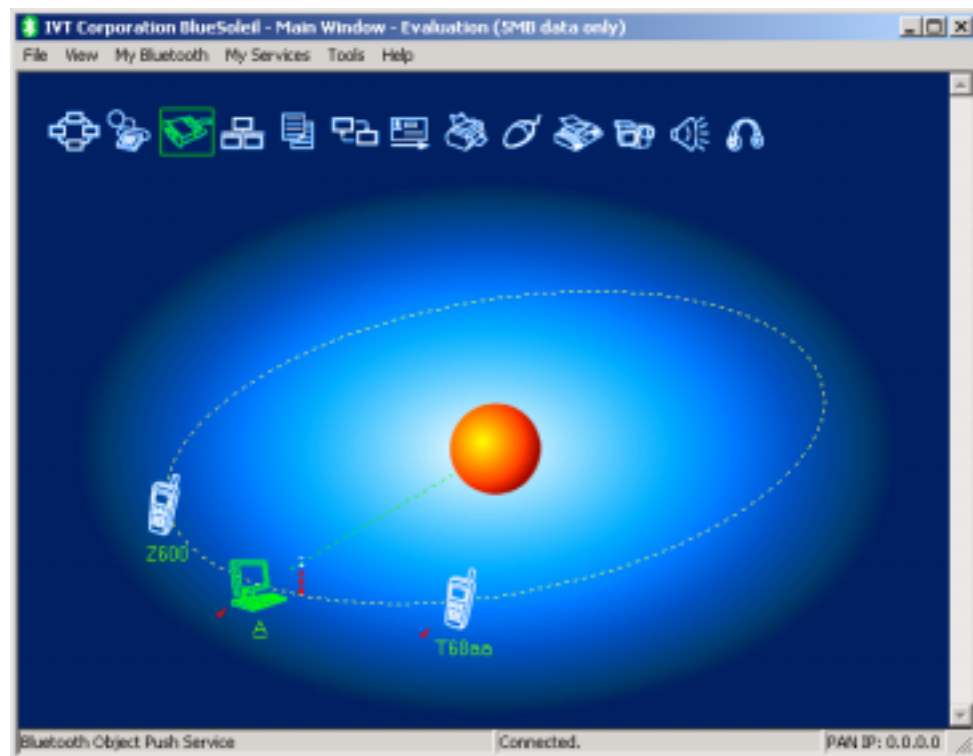 IVT Corporation BlueSoleil - Main Window - Evaluation (5MB data only)
File View My Bluetooth My Services Tools Help
Z600
A
T68aa
Bluetooth Object Push Service Connected. PAN IP: 0.0.0.0